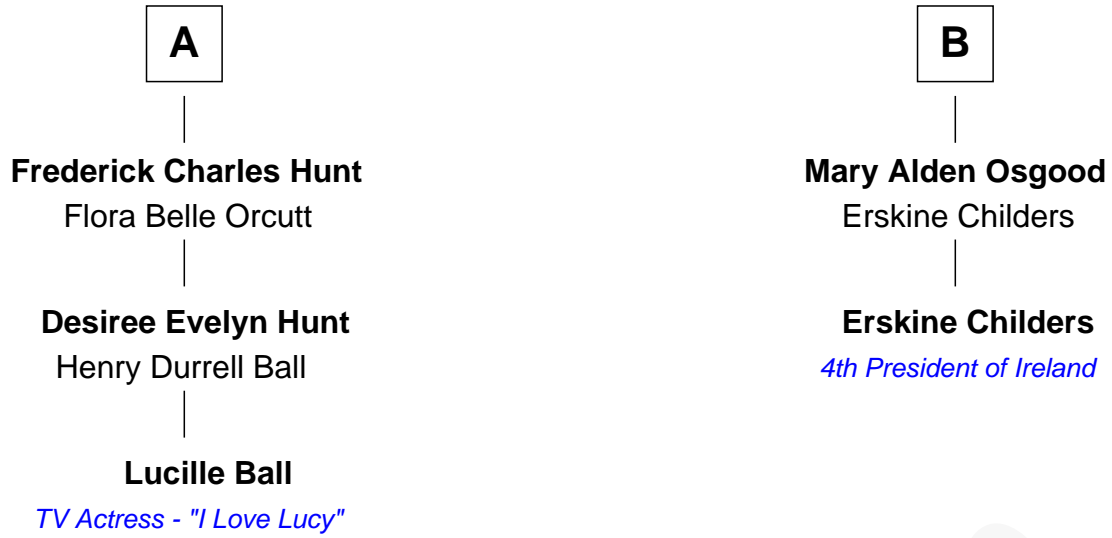 A
Frederick Charles Hunt
Flora Belle Orcutt
Desiree Evelyn Hunt
Henry Durrell Ball
Lucille Ball
TV Actress - "I Love Lucy"
B
Mary Alden Osgood
Erskine Childers
Erskine Childers
4th President of Ireland